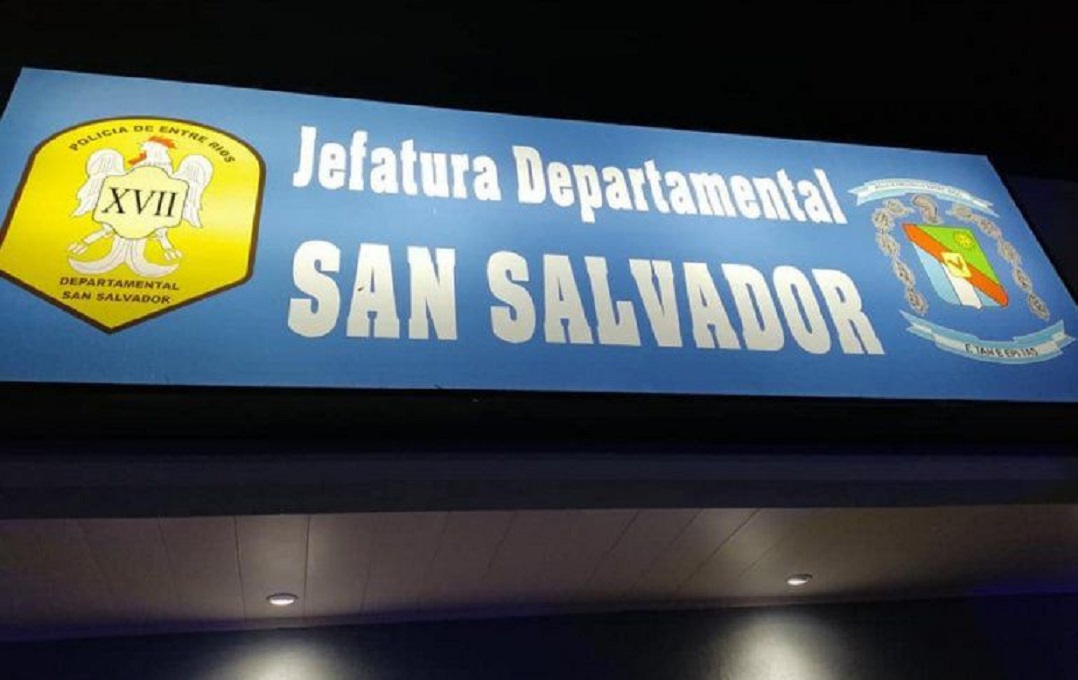 POLICIA DE ENTRE RIOS
XVII
DEPARTAMENTAL
SAN SALVADOR
Jefatura Departamental
SAN SALVADOR